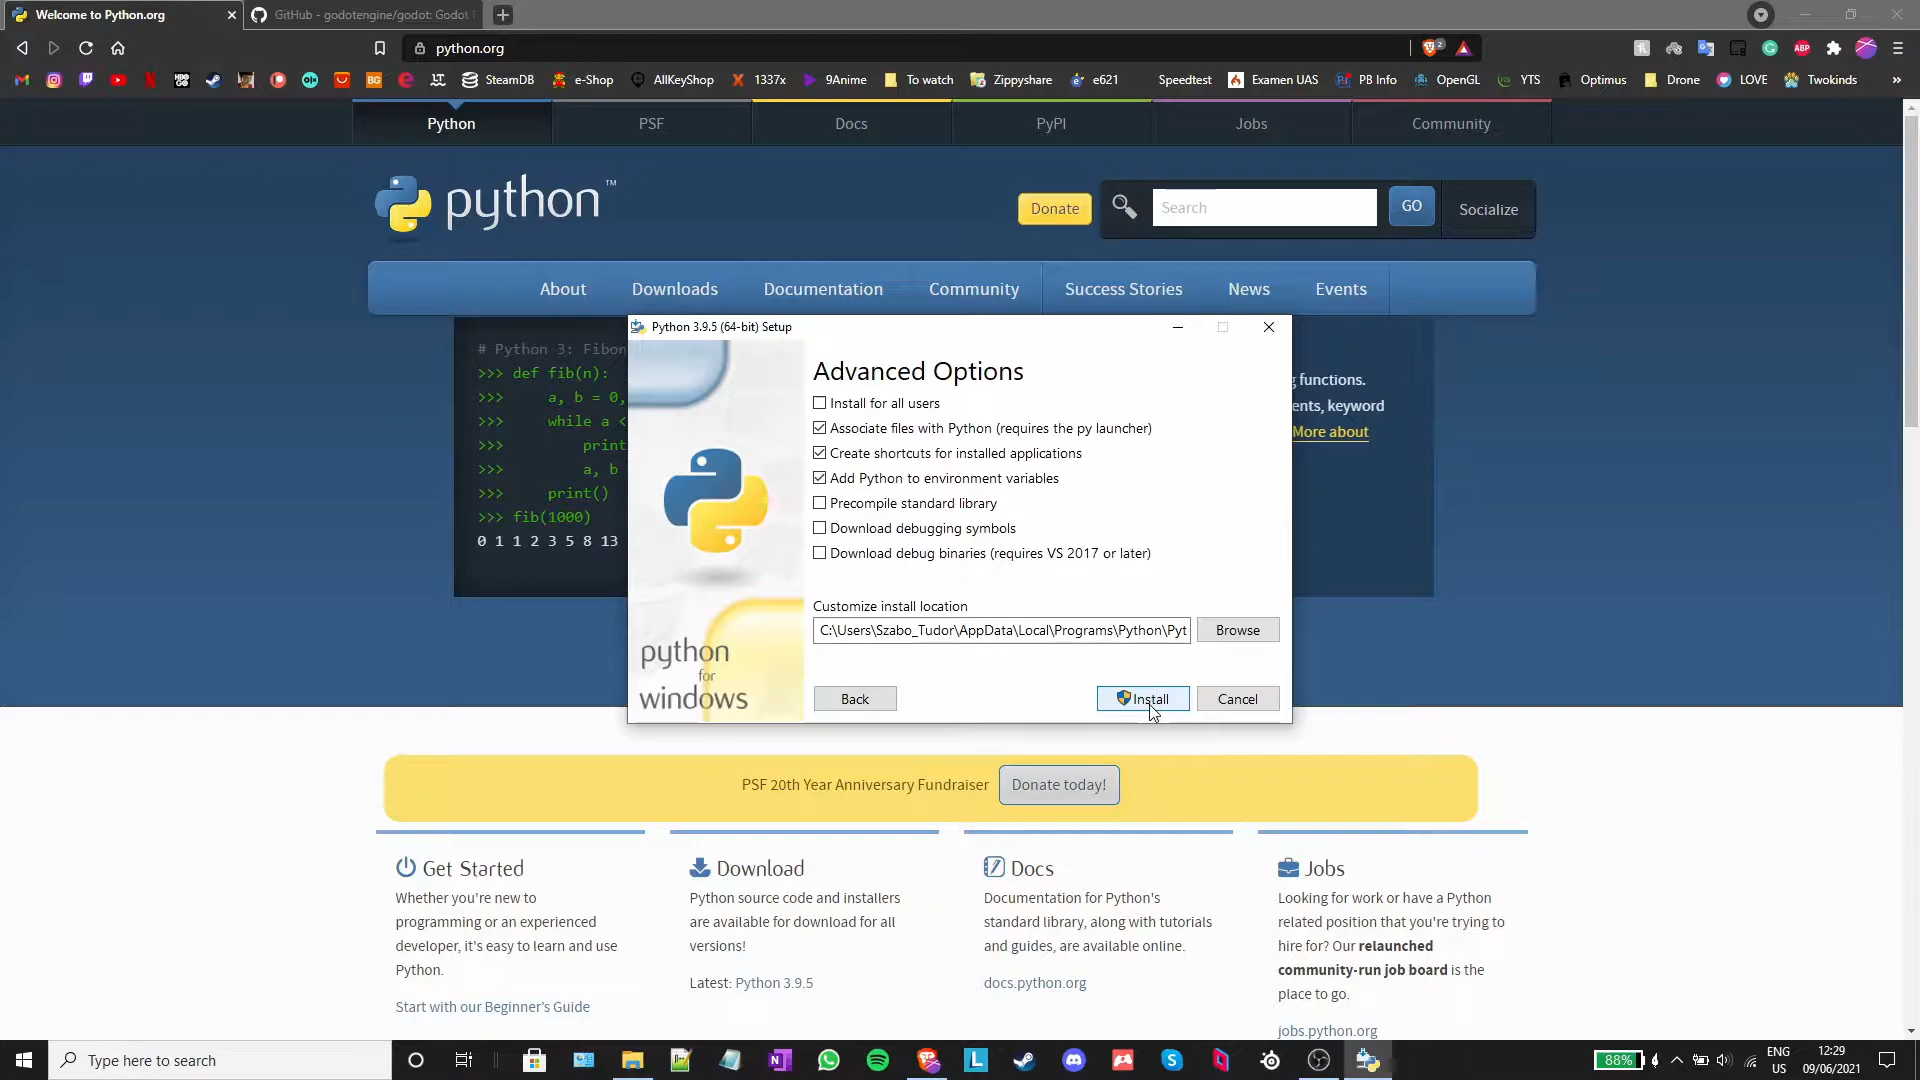 Welcome to Python.org
GitHub - godotengine/godot: Godot
python.org
2
ABP
HBO GO
BG
SteamDB
e-Shop
AllKeyShop
1337x
9Anime
To watch
Zippyshare
e621
Speedtest
Examen UAS
PB Info
OpenGL
YTS
Optimus
Drone
LOVE
Twokinds
Python
PSF
Docs
PyPI
Jobs
Community
python™
Donate
Search
GO
Socialize
About
Downloads
Documentation
Community
Success Stories
News
Events
# Python 3: Fibon
>>> def fib(n):
>>> a, b = 0,
>>> while a <
>>> print
>>> a, b
>>> print()
>>> fib(1000)
0 1 1 2 3 5 8 13
g functions.
ents, keyword
More about
Python 3.9.5 (64-bit) Setup
Advanced Options
Install for all users
Associate files with Python (requires the py launcher)
Create shortcuts for installed applications
Add Python to environment variables
Precompile standard library
Download debugging symbols
Download debug binaries (requires VS 2017 or later)
Customize install location
C:\Users\Szabo_Tudor\AppData\Local\Programs\Python\Pyt
Browse
python
for
windows
Back
Install
Cancel
PSF 20th Year Anniversary Fundraiser
Donate today!
Get Started
Whether you're new to
programming or an experienced
developer, it's easy to learn and use
Python.
Start with our Beginner's Guide
Download
Python source code and installers
are available for download for all
versions!
Latest: Python 3.9.5
Docs
Documentation for Python's
standard library, along with tutorials
and guides, are available online.
docs.python.org
Jobs
Looking for work or have a Python
related position that you're trying to
hire for? Our relaunched
community-run job board is the
place to go.
jobs.python.org
Type here to search
88%
ENG
US
12:29
09/06/2021